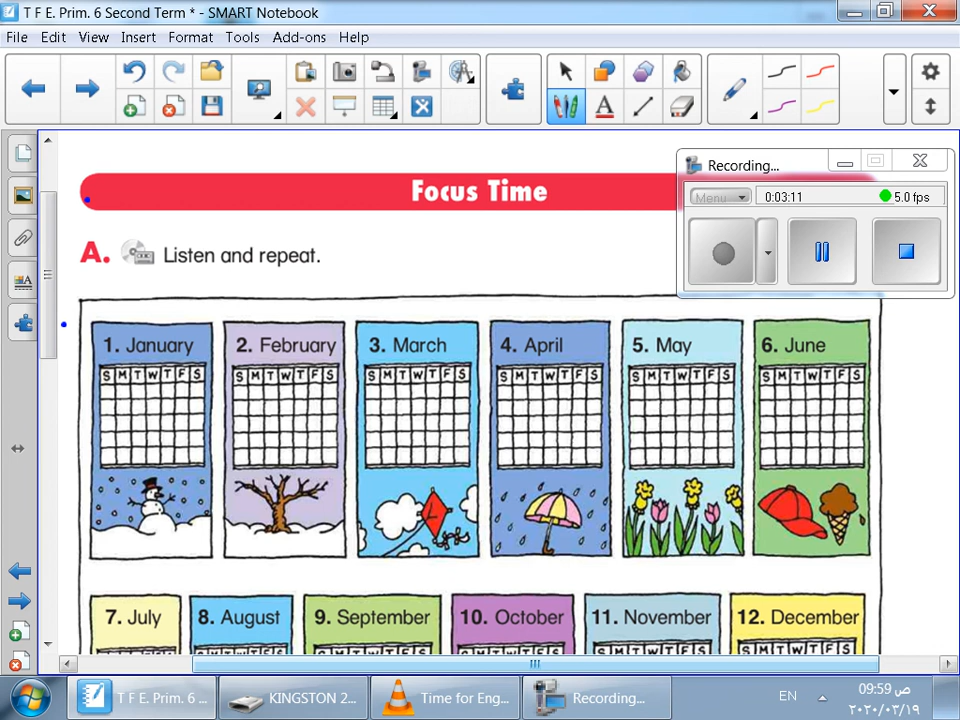 T F E. Prim. 6 Second Term * - SMART Notebook
File Edit View Insert Format Tools Add-ons Help
Recording...
Menu 0:03:11 5.0 fps
Focus Time
A. Listen and repeat.
1. January 2. February 3. March 4. April 5. May 6. June
S M T W T F S S M T W T F S S M T W T F S S M T W T F S S M T W T F S S M T W T F S
7. July 8. August 9. September 10. October 11. November 12. December
S M T W T F S S M T W T F S S M T W T F S S M T W T F S S M T W T F S S M T W T F S
T F E. Prim. 6 ... KINGSTON 2... Time for Eng... Recording... EN 09:59 ص
٢٠٢٠/٠٣/١٩